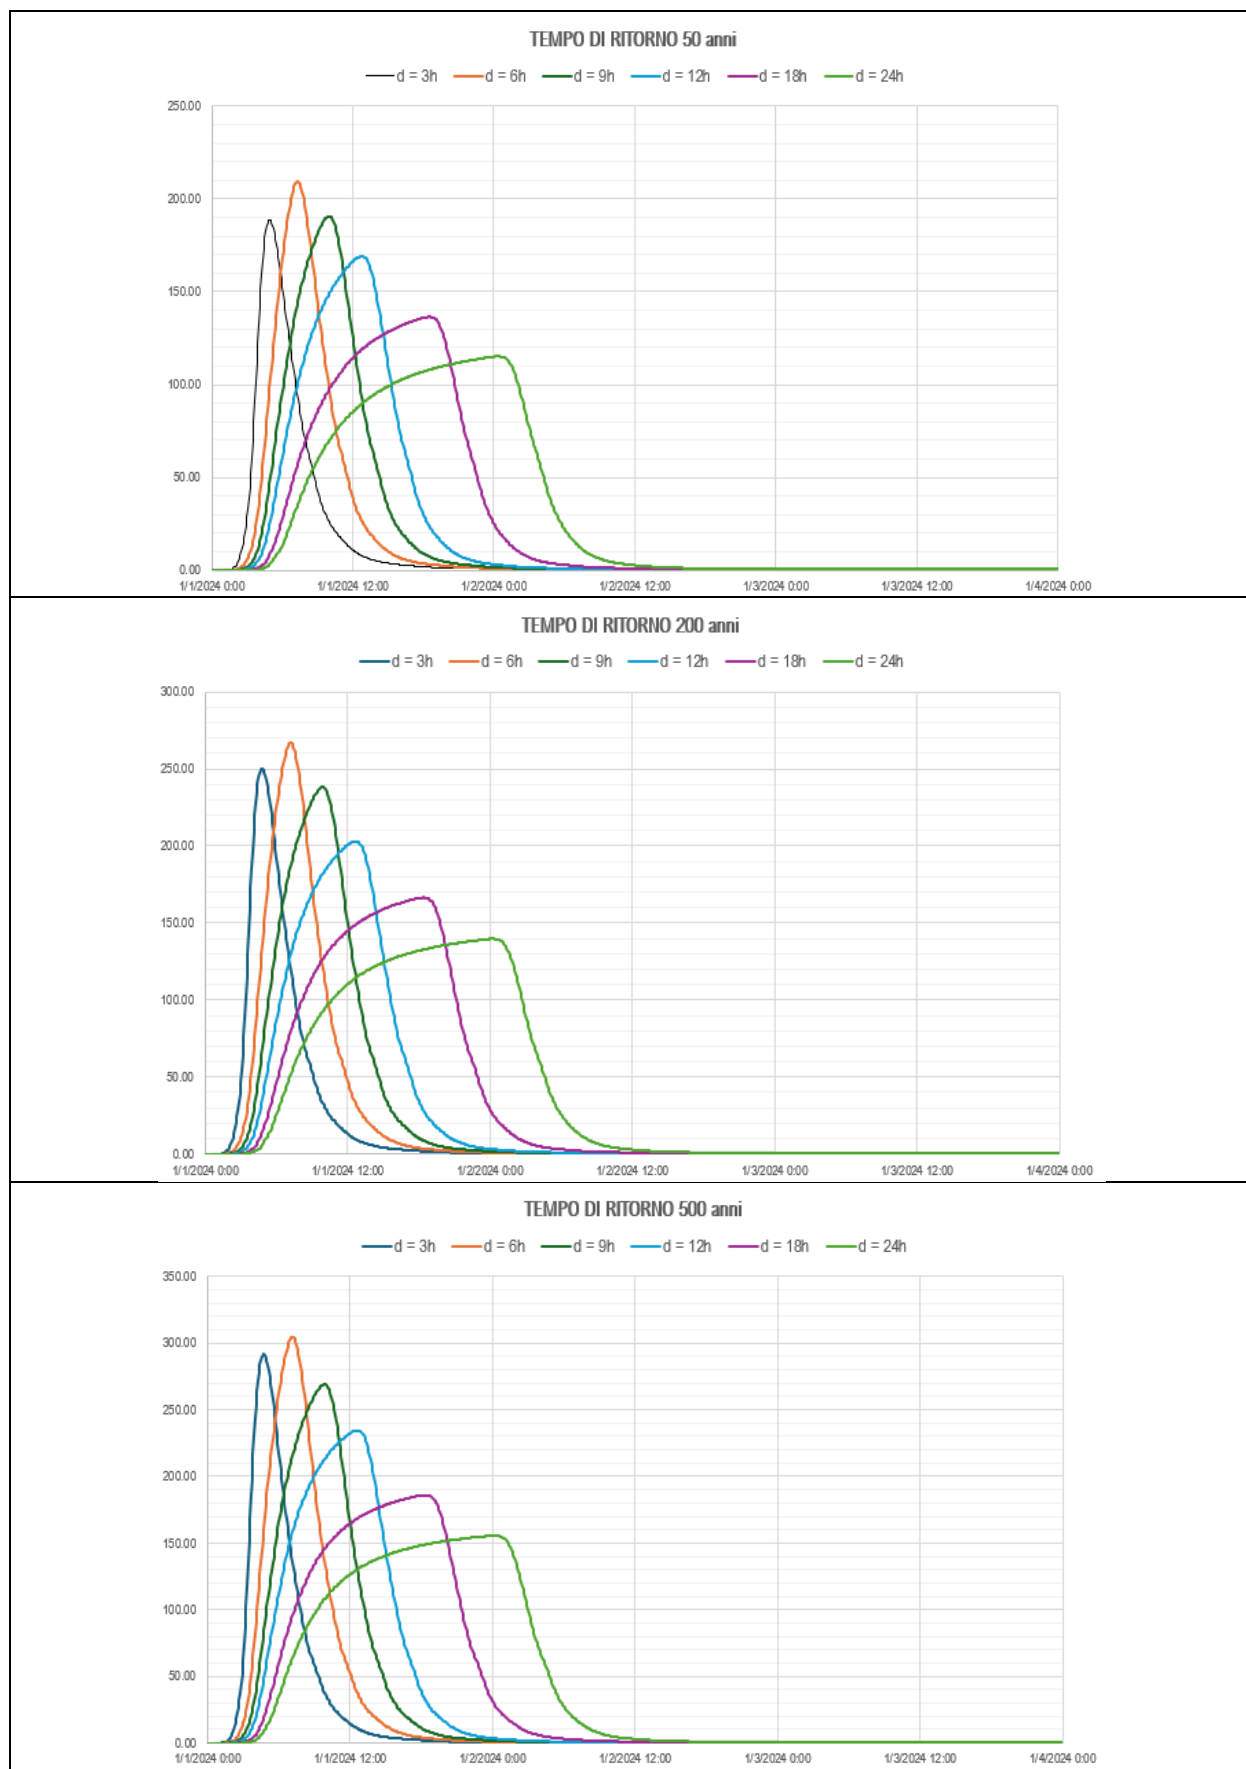 TEMPO DI RITORNO 50 anni
d = 3h d = 6h d = 9h d = 12h d = 18h d = 24h
250.00
200.00
150.00
100.00
50.00
0.00
1/1/2024 0:00 1/1/2024 12:00 1/2/2024 0:00 1/2/2024 12:00 1/3/2024 0:00 1/3/2024 12:00 1/4/2024 0:00
TEMPO DI RITORNO 200 anni
d = 3h d = 6h d = 9h d = 12h d = 18h d = 24h
300.00
250.00
200.00
150.00
100.00
50.00
0.00
1/1/2024 0:00 1/1/2024 12:00 1/2/2024 0:00 1/2/2024 12:00 1/3/2024 0:00 1/3/2024 12:00 1/4/2024 0:00
TEMPO DI RITORNO 500 anni
d = 3h d = 6h d = 9h d = 12h d = 18h d = 24h
350.00
300.00
250.00
200.00
150.00
100.00
50.00
0.00
1/1/2024 0:00 1/1/2024 12:00 1/2/2024 0:00 1/2/2024 12:00 1/3/2024 0:00 1/3/2024 12:00 1/4/2024 0:00